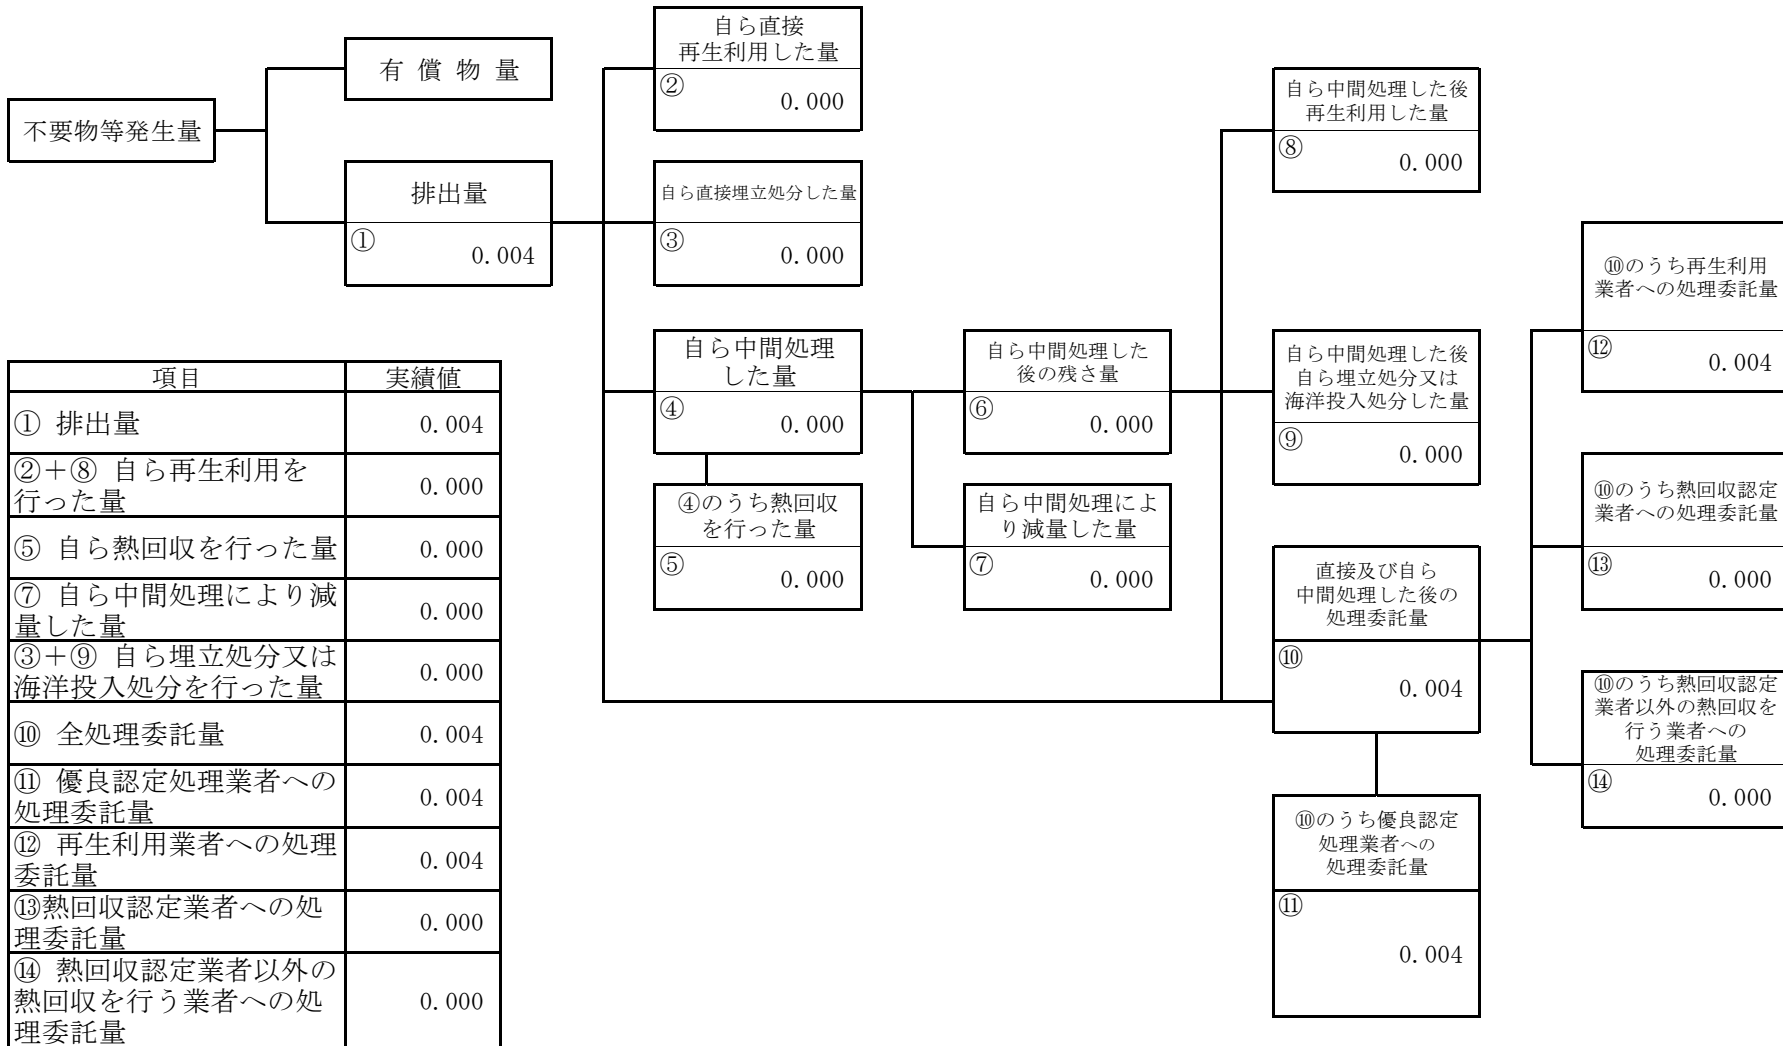 不要物等発生量
有 償 物 量
排出量
①
0.004
自ら直接
再生利用した量
②
0.000
自ら直接埋立処分した量
③
0.000
自ら中間処理
した量
④
0.000
④のうち熱回収
を行った量
⑤
0.000
自ら中間処理した
後の残さ量
⑥
0.000
自ら中間処理によ
り減量した量
⑦
0.000
自ら中間処理した後
再生利用した量
⑧
0.000
自ら中間処理した後
自ら埋立処分又は
海洋投入処分した量
⑨
0.000
直接及び自ら
中間処理した後の
処理委託量
⑩
0.004
⑩のうち優良認定
処理業者への
処理委託量
⑪
0.004
⑩のうち再生利用
業者への処理委託量
⑫
0.004
⑩のうち熱回収認定
業者への処理委託量
⑬
0.000
⑩のうち熱回収認定
業者以外の熱回収を
行う業者への
処理委託量
⑭
0.000
項目 実績値
① 排出量 0.004
②＋⑧ 自ら再生利用を
行った量 0.000
⑤ 自ら熱回収を行った量 0.000
⑦ 自ら中間処理により減
量した量 0.000
③＋⑨ 自ら埋立処分又は
海洋投入処分を行った量 0.000
⑩ 全処理委託量 0.004
⑪ 優良認定処理業者への
処理委託量 0.004
⑫ 再生利用業者への処理
委託量 0.004
⑬熱回収認定業者への処
理委託量 0.000
⑭ 熱回収認定業者以外の
熱回収を行う業者への処
理委託量 0.000